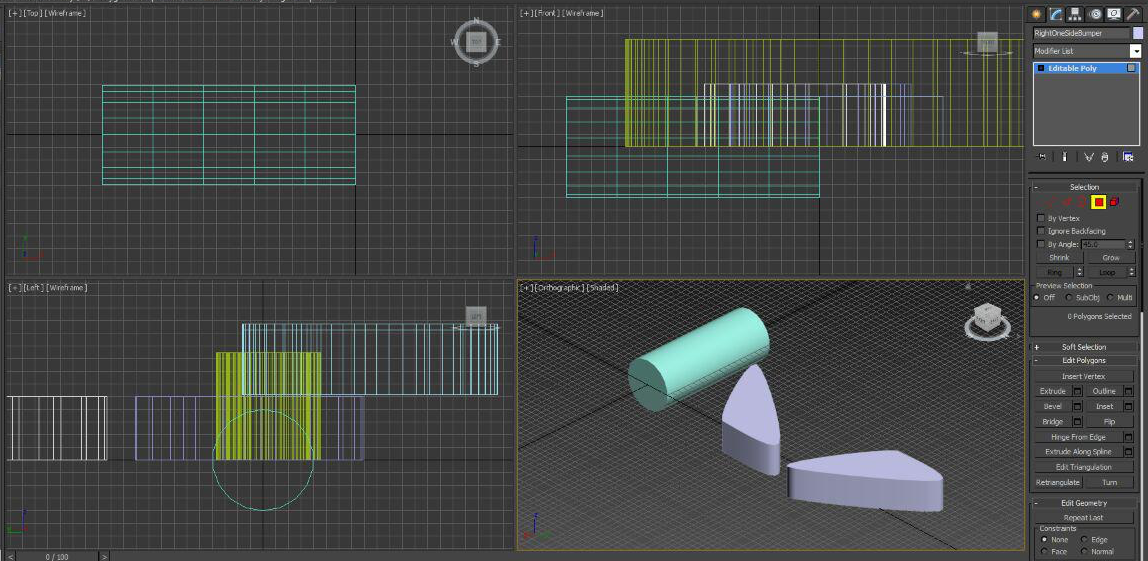 [+][Top][Wireframe]
N
W
TOP
E
S
[+][Front][Wireframe]
RightOneSideBumper
Modifier List
Editable Poly
[+][Left][Wireframe]
LEFT
[+][Orthographic][Shaded]
- Selection
By Vertex
Ignore Backfacing
By Angle: 45.0
Shrink Grow
Ring Loop
Preview Selection
Off SubObj Multi
0 Polygons Selected
+ Soft Selection
- Edit Polygons
Insert Vertex
Extrude Outline
Bevel Inset
Bridge Flip
Hinge From Edge
Extrude Along Spline
Edit Triangulation
Retriangulate Turn
- Edit Geometry
Repeat Last
Constraints
None Edge
Face Normal
< 0 / 100 >